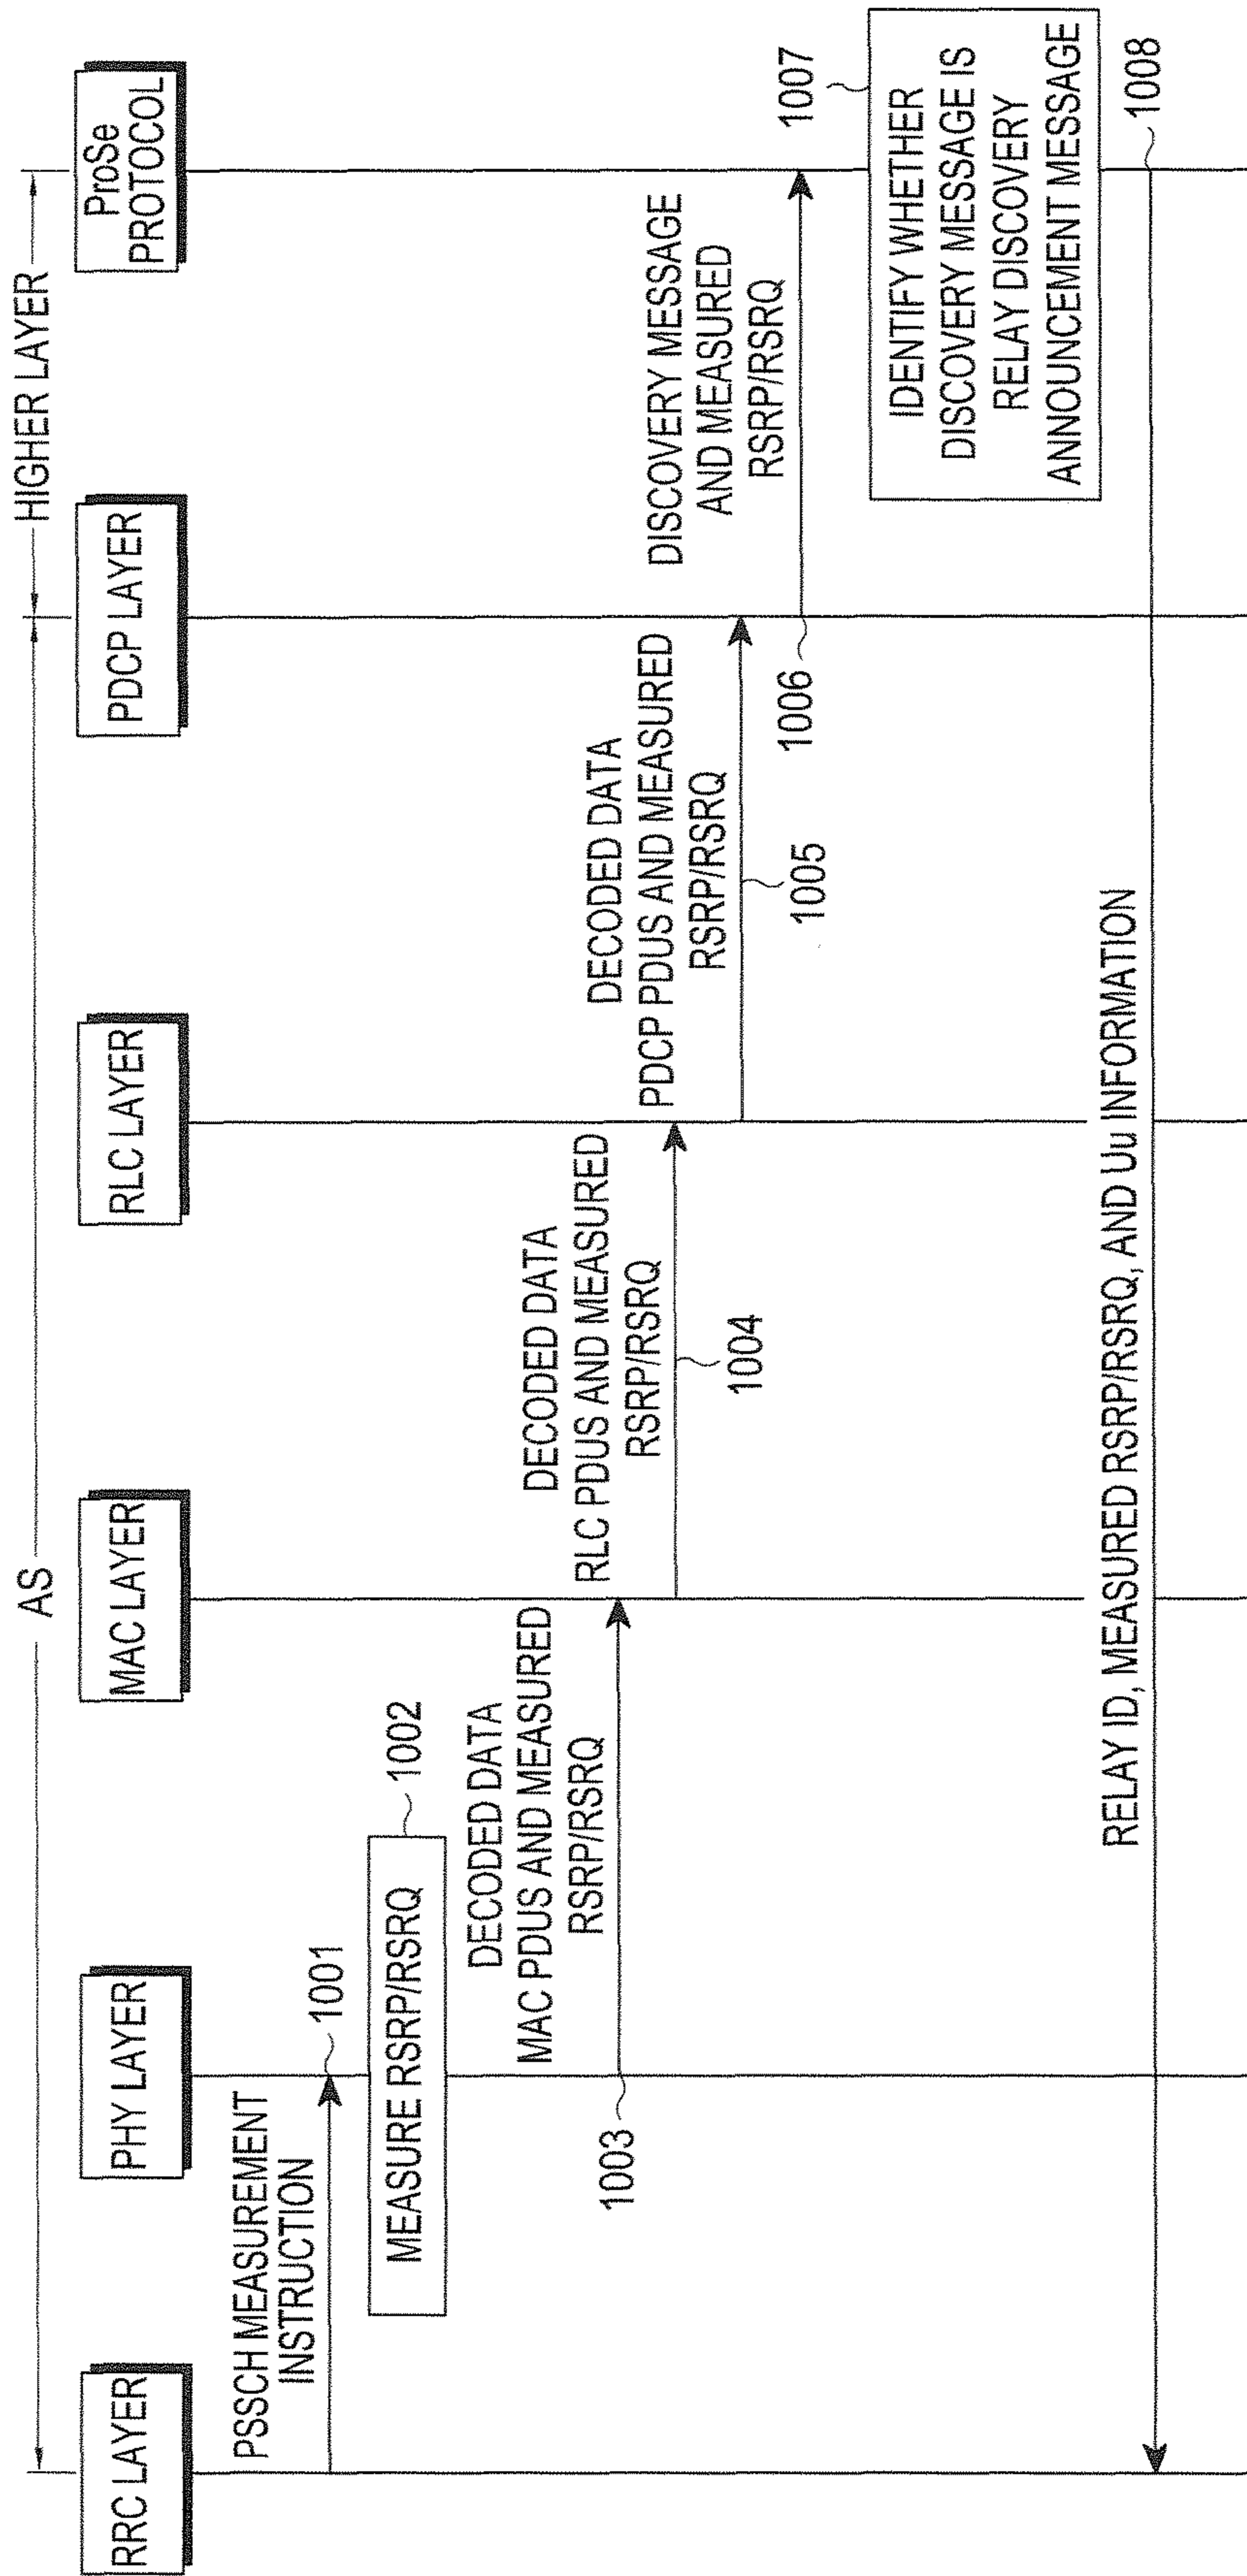 AS
HIGHER LAYER
RRC LAYER
PHY LAYER
MAC LAYER
RLC LAYER
PDCP LAYER
ProSe
PROTOCOL
PSSCH MEASUREMENT
INSTRUCTION
1001
MEASURE RSRP/RSRQ
1002
DECODED DATA
MAC PDUS AND MEASURED
RSRP/RSRQ
1003
DECODED DATA
RLC PDUS AND MEASURED
RSRP/RSRQ
1004
DECODED DATA
PDCP PDUS AND MEASURED
RSRP/RSRQ
1005
DISCOVERY MESSAGE
AND MEASURED
RSRP/RSRQ
1006
1007
IDENTIFY WHETHER
DISCOVERY MESSAGE IS
RELAY DISCOVERY
ANNOUNCEMENT MESSAGE
RELAY ID, MEASURED RSRP/RSRQ, AND Uu INFORMATION
1008